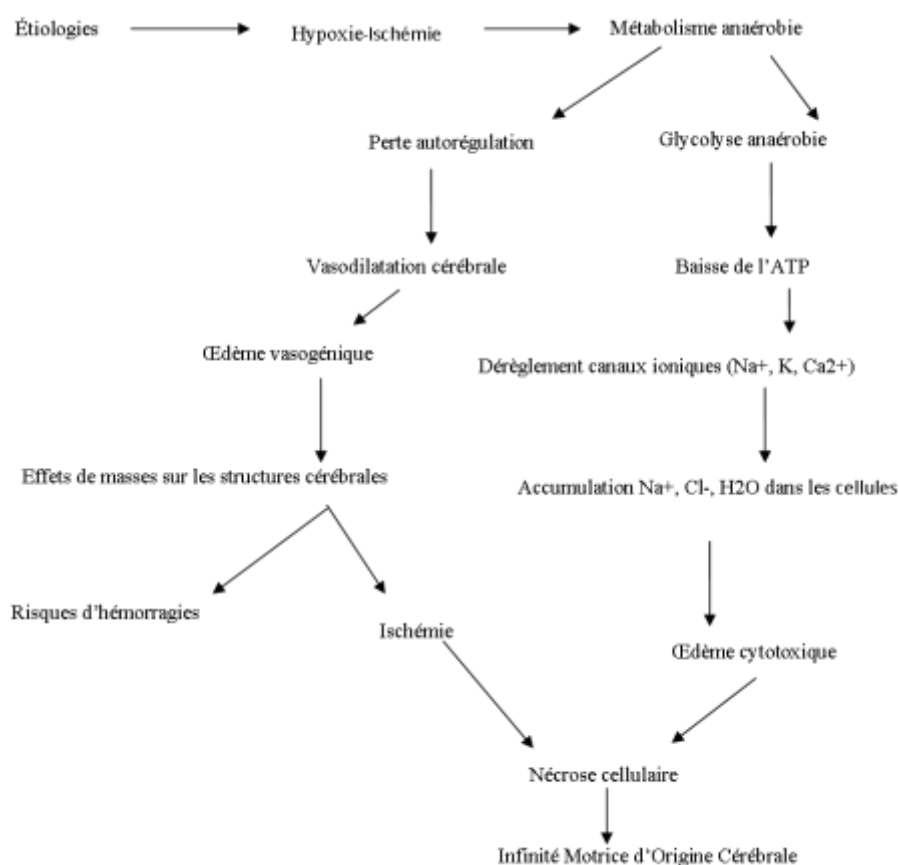 Étiologies
Hypoxie-Ischémie
Métabolisme anaérobie
Perte autorégulation
Glycolyse anaérobie
Vasodilatation cérébrale
Baisse de l'ATP
Œdème vasogénique
Dérèglement canaux ioniques (Na+, K, Ca2+)
Effets de masses sur les structures cérébrales
Accumulation Na+, Cl-, H2O dans les cellules
Risques d'hémorragies
Ischémie
Œdème cytotoxique
Nécrose cellulaire
Infinité Motrice d'Origine Cérébrale